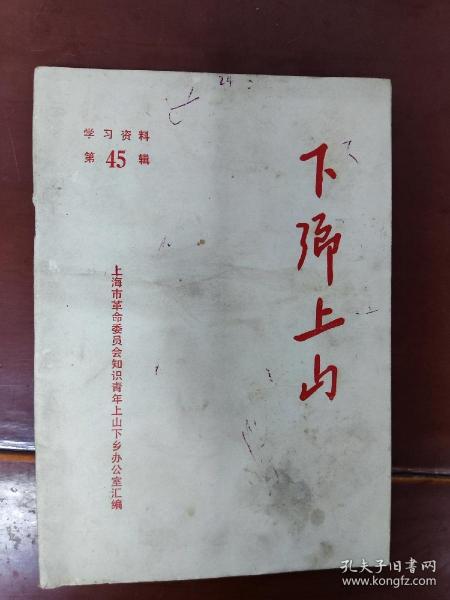 24
学习资料
第45辑
下乡上山
上海市革命委员会知识青年上山下乡办公室汇编
孔夫子旧书网
www.kongfz.com